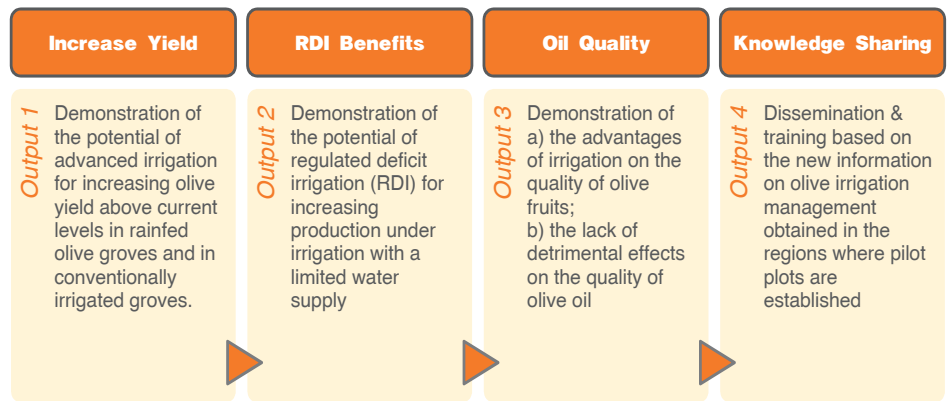 Increase Yield
Output 1
Demonstration of
the potential of
advanced irrigation
for increasing olive
yield above current
levels in rainfed
olive groves and in
conventionally
irrigated groves.
RDI Benefits
Output 2
Demonstration of
the potential of
regulated deficit
irrigation (RDI) for
increasing
production under
irrigation with a
limited water
supply
Oil Quality
Output 3
Demonstration of
a) the advantages
of irrigation on the
quality of olive
fruits;
b) the lack of
detrimental effects
on the quality of
olive oil
Knowledge Sharing
Output 4
Dissemination &
training based on
the new information
on olive irrigation
management
obtained in the
regions where pilot
plots are
established